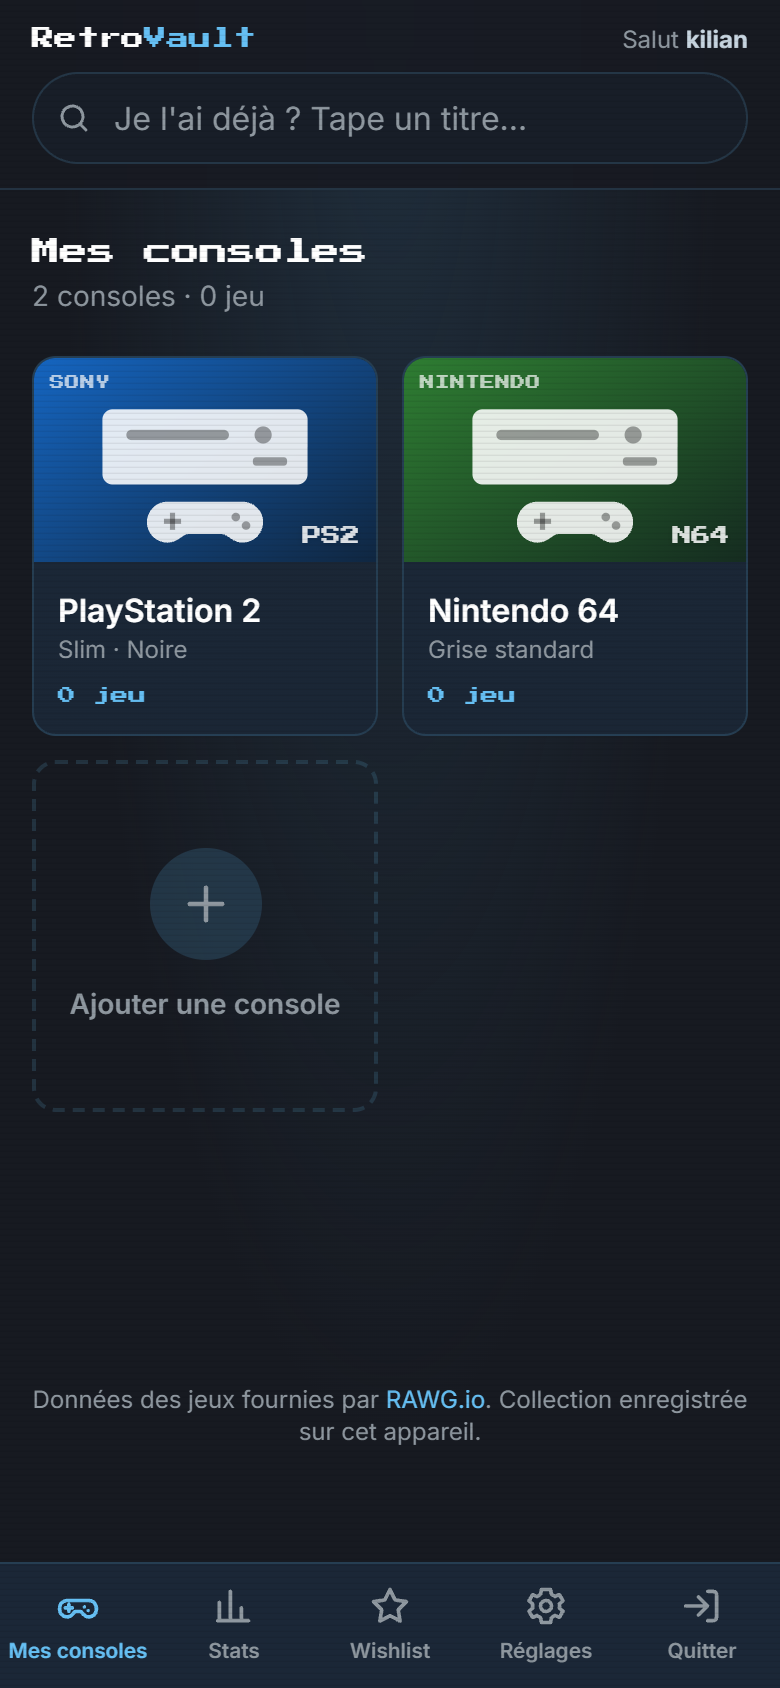 RetroVault
Salut kilian
Je l'ai déjà ? Tape un titre...
Mes consoles
2 consoles · 0 jeu
SONY
PS2
PlayStation 2
Slim · Noire
0 jeu
NINTENDO
N64
Nintendo 64
Grise standard
0 jeu
Ajouter une console
Données des jeux fournies par RAWG.io. Collection enregistrée
sur cet appareil.
Mes consoles
Stats
Wishlist
Réglages
Quitter